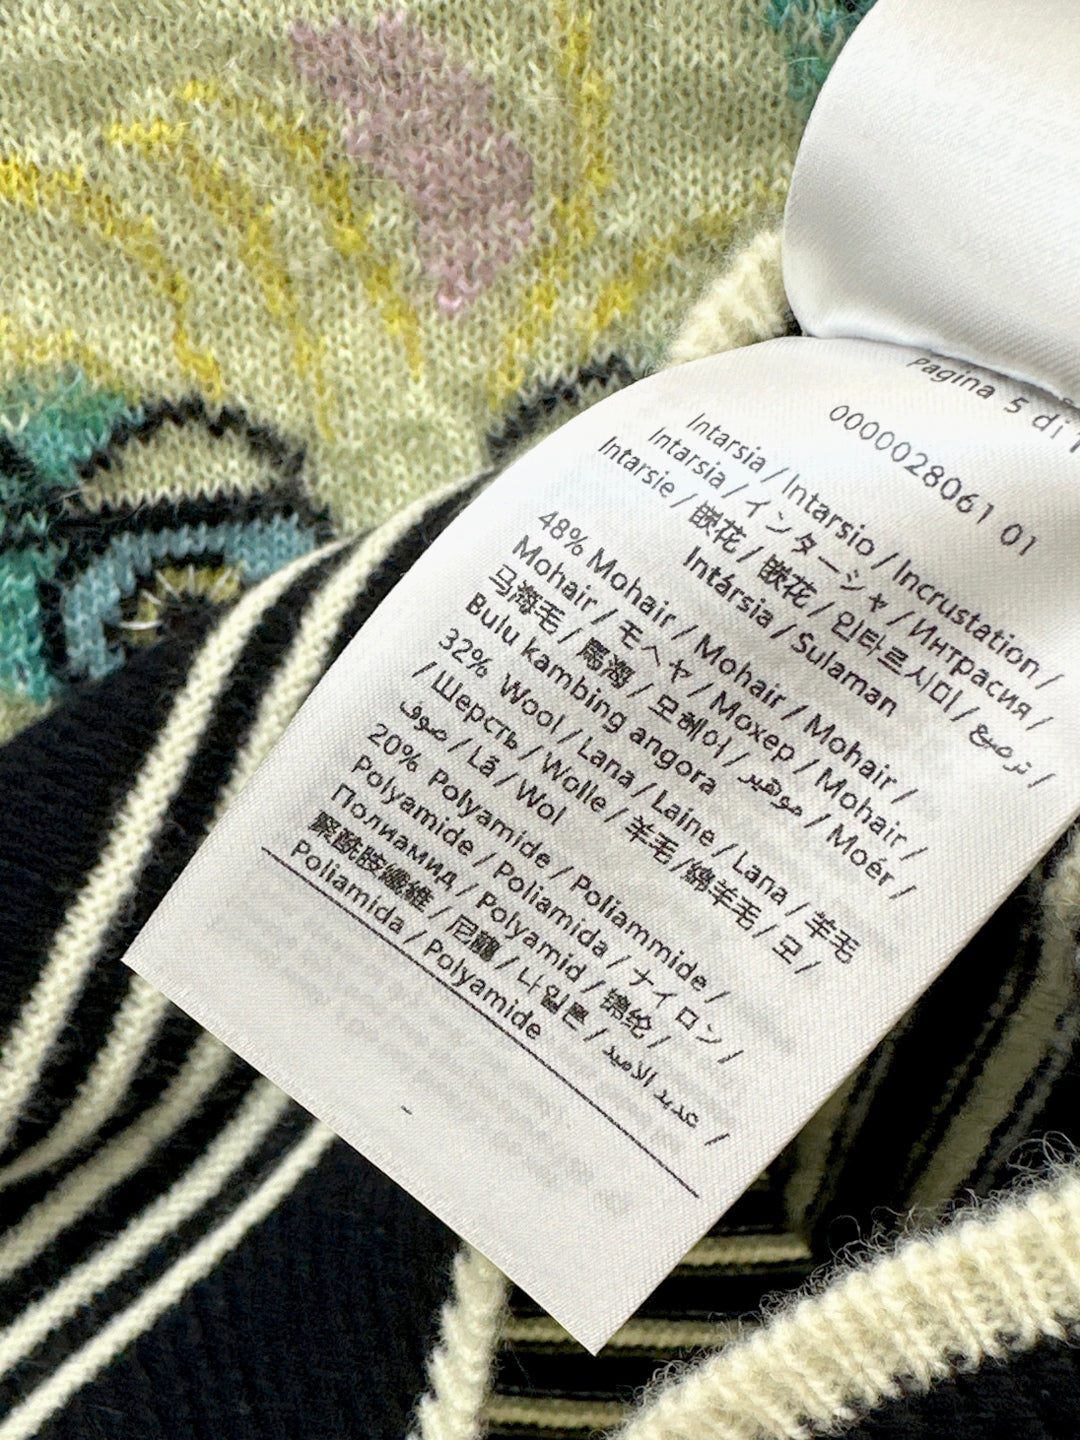 Pagina 5 di
0000028061 01
Intarsia / Intarsio / Incrustation /
Intarsia / インターシャ / Интрасия /
Intarsie / 嵌花 / 嵌花 / 인타르시미 / ترصيع /
Intársia / Sulaman
48% Mohair / Mohair / Mohair /
Mohair / モヘヤ / Мохер / Mohair /
马海毛 / 馬海 / 모헤어 / موهير / Moér /
Bulu kambing angora
32% Wool / Lana / Laine / Lana / 羊毛
/ Шерсть / Wolle / 羊毛 /綿羊毛 / 모 /
صوف / Lã / Wol
20% Polyamide / Poliammide /
Polyamide / Poliamida / ナイロン /
Полиамид / Polyamid / 锦纶 /
聚酰胺纖維 / 尼龍 / 나일론 / عديد الاميد /
Poliamida / Polyamide